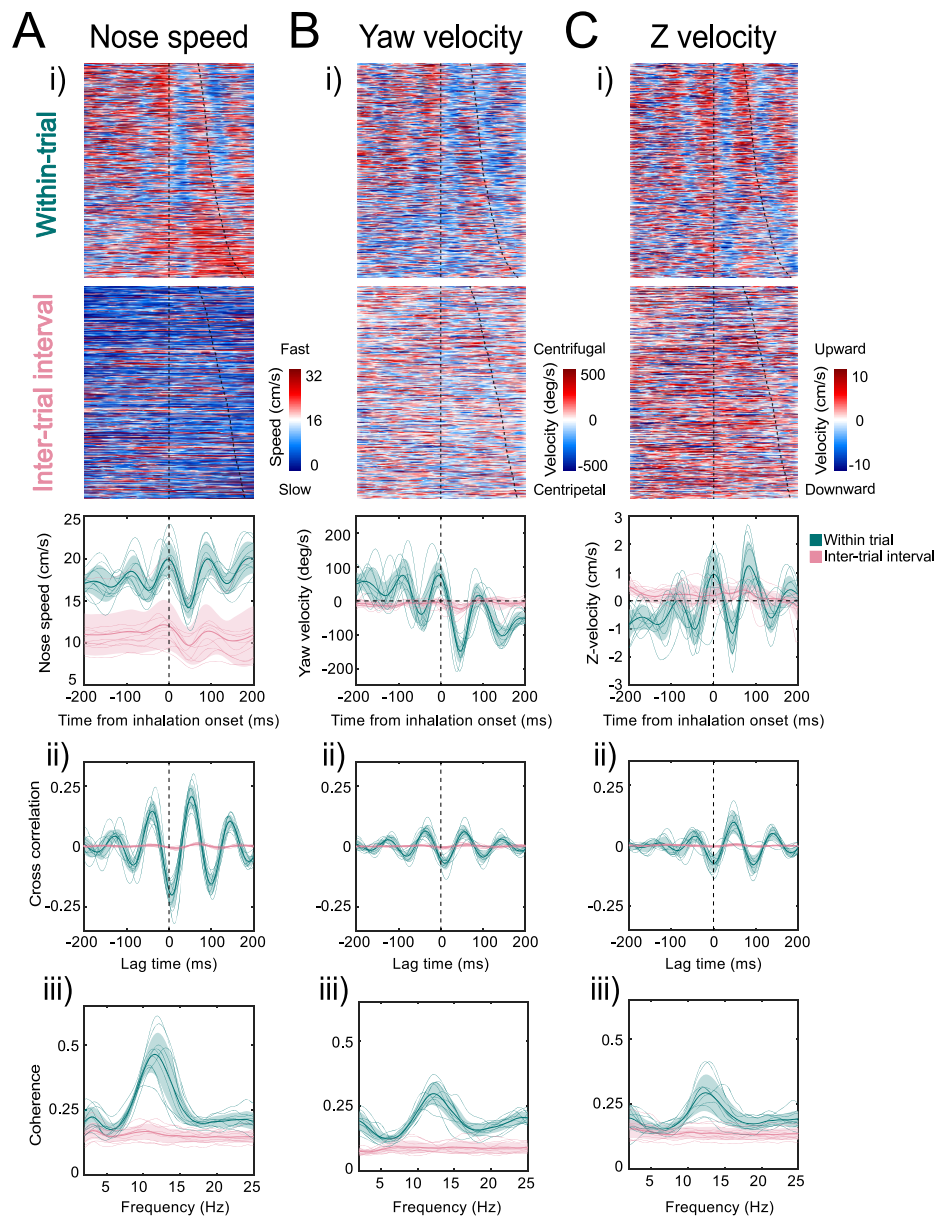 A Nose speed B Yaw velocity C Z velocity
i) i) i)
Within-trial
Inter-trial interval
Fast
Speed (cm/s)
32
16
0
Slow
Centrifugal
Velocity (deg/s)
500
0
-500
Centripetal
Upward
Velocity (cm/s)
10
0
-10
Downward
Nose speed (cm/s)
25
20
15
10
5
-200 -100 0 100 200
Time from inhalation onset (ms)
Yaw velocity (deg/s)
200
100
0
-100
-200
-200 -100 0 100 200
Time from inhalation onset (ms)
Z-velocity (cm/s)
3
2
1
0
-1
-2
-3
-200 -100 0 100 200
Time from inhalation onset (ms)
Within trial
Inter-trial interval
ii) ii) ii)
Cross correlation
0.25
0
-0.25
-200 -100 0 100 200
Lag time (ms)
0.25
0
-0.25
-200 -100 0 100 200
Lag time (ms)
0.25
0
-0.25
-200 -100 0 100 200
Lag time (ms)
iii) iii) iii)
Coherence
0.5
0.25
0
5 10 15 20 25
Frequency (Hz)
0.5
0.25
0
5 10 15 20 25
Frequency (Hz)
0.5
0.25
0
5 10 15 20 25
Frequency (Hz)